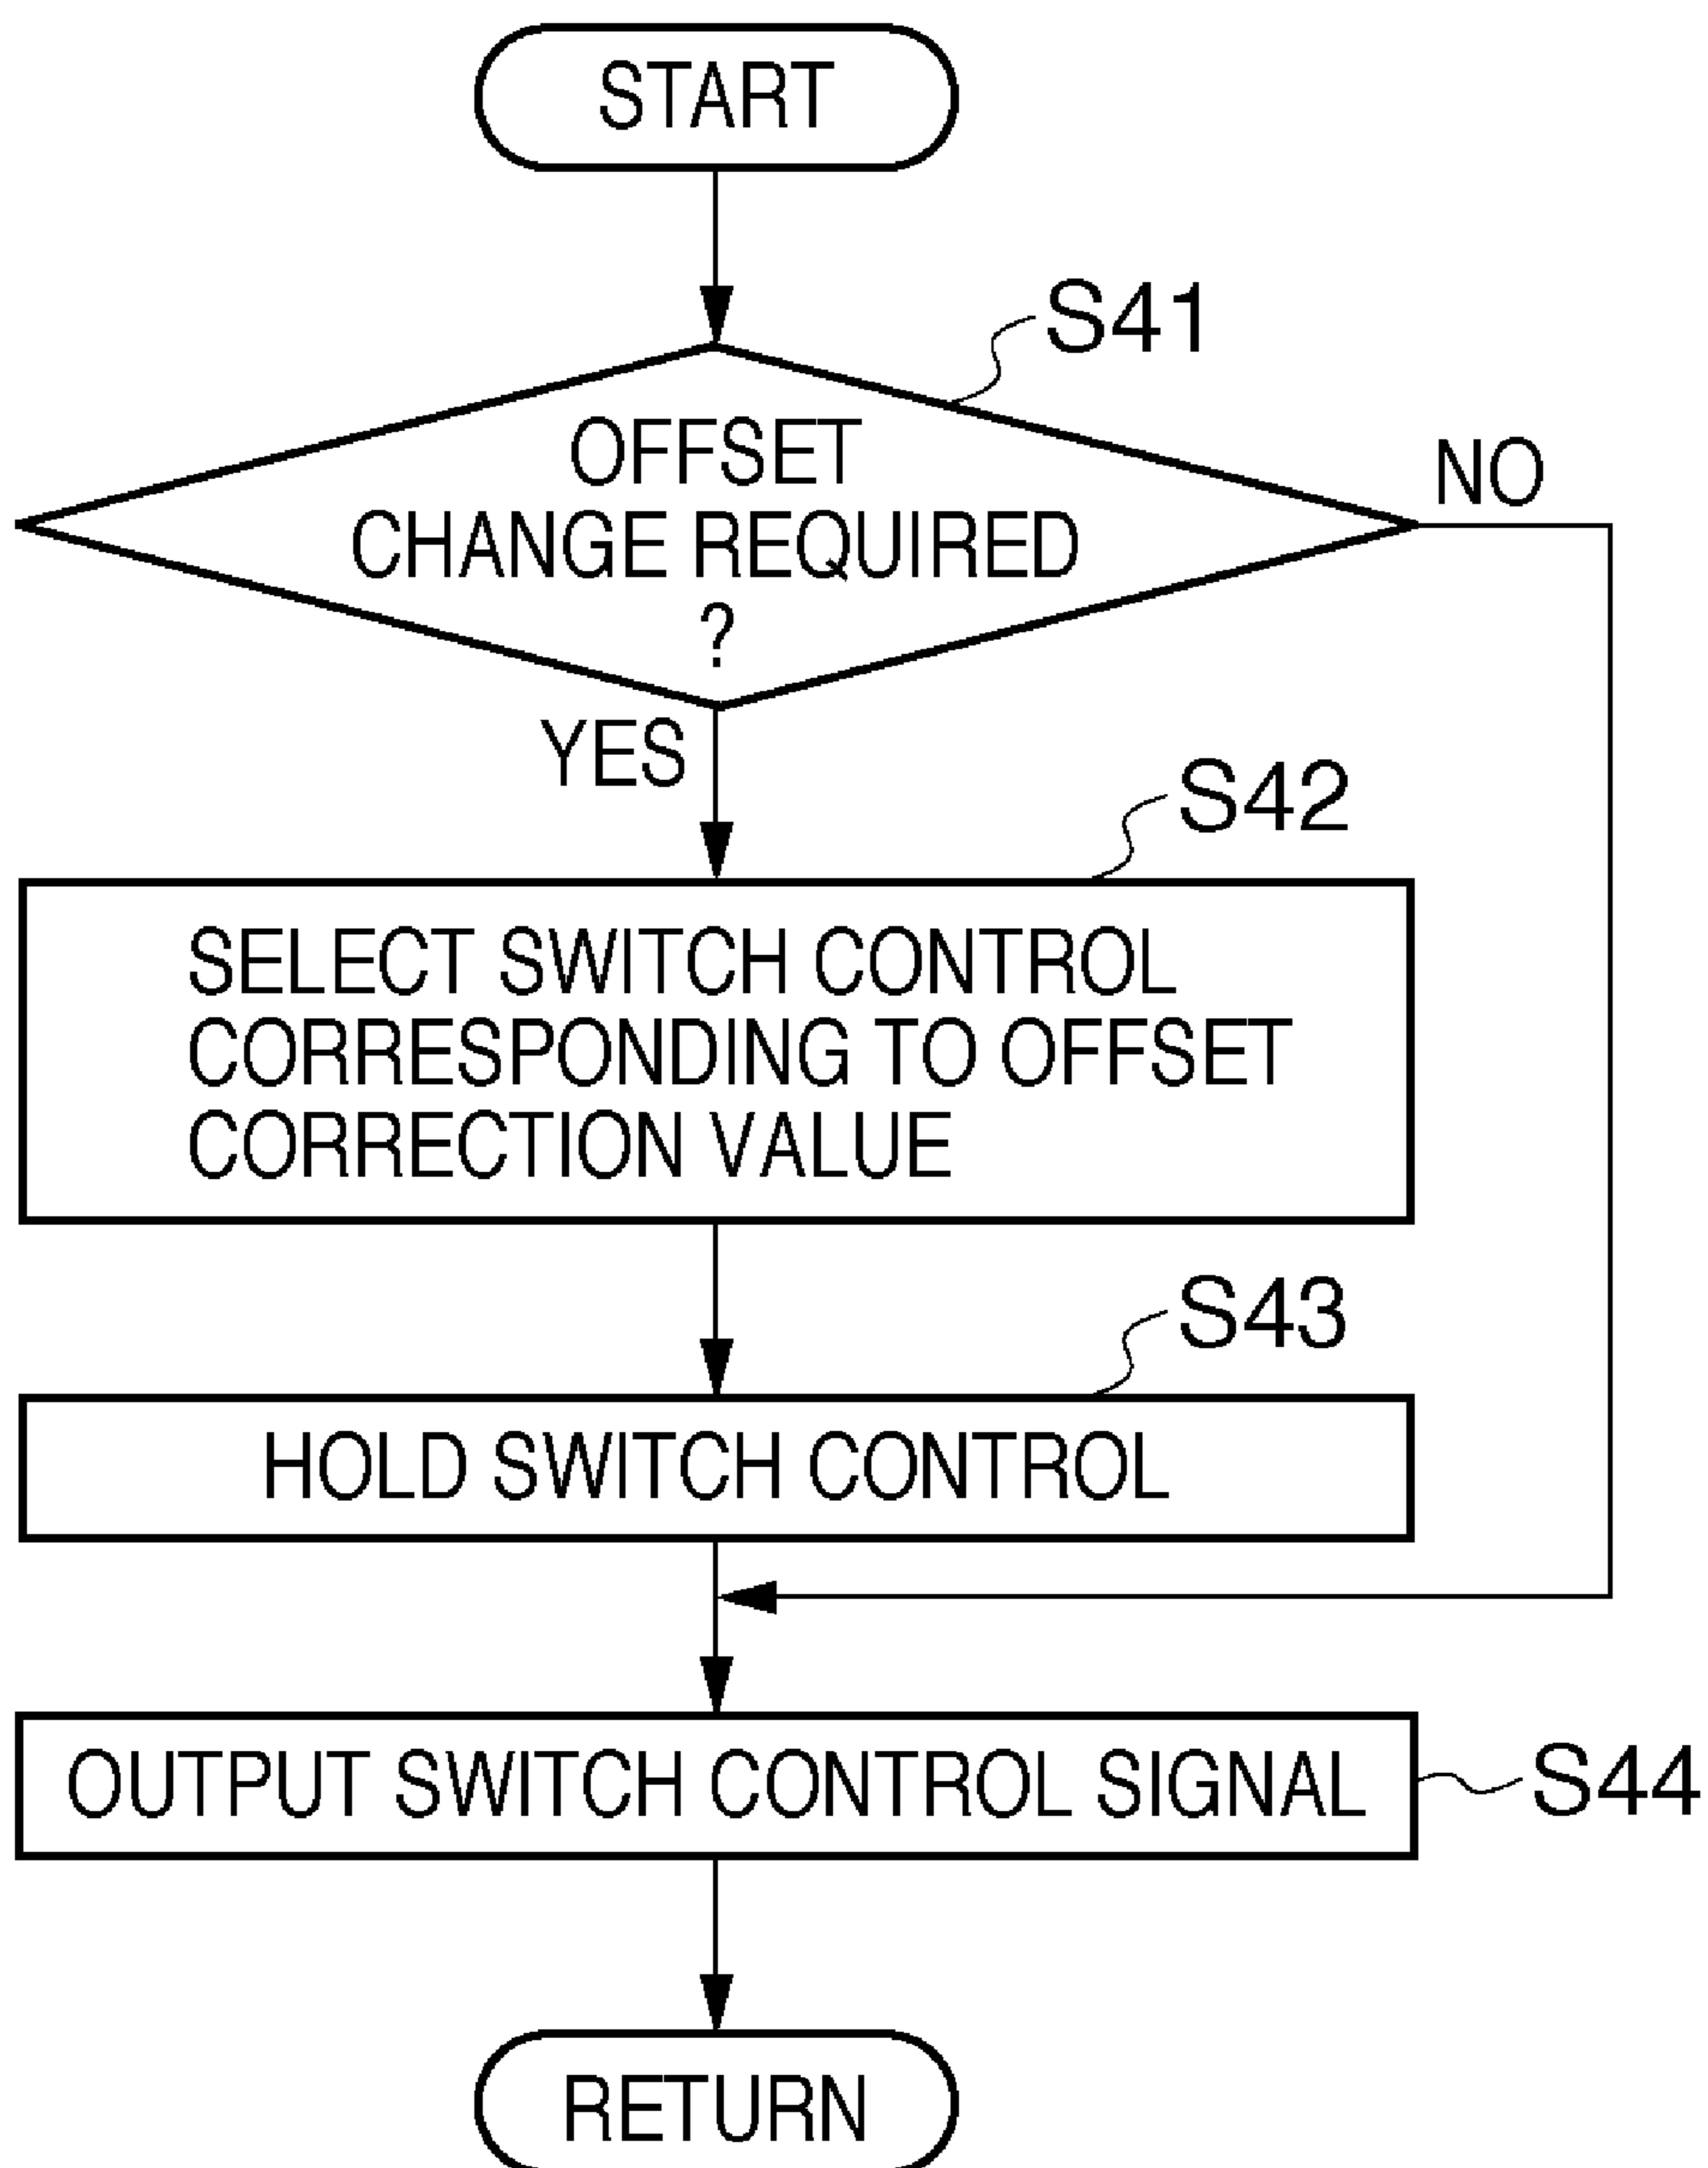 START
S41
OFFSET
CHANGE REQUIRED
?
NO
YES
S42
SELECT SWITCH CONTROL
CORRESPONDING TO OFFSET
CORRECTION VALUE
S43
HOLD SWITCH CONTROL
OUTPUT SWITCH CONTROL SIGNAL
S44
RETURN